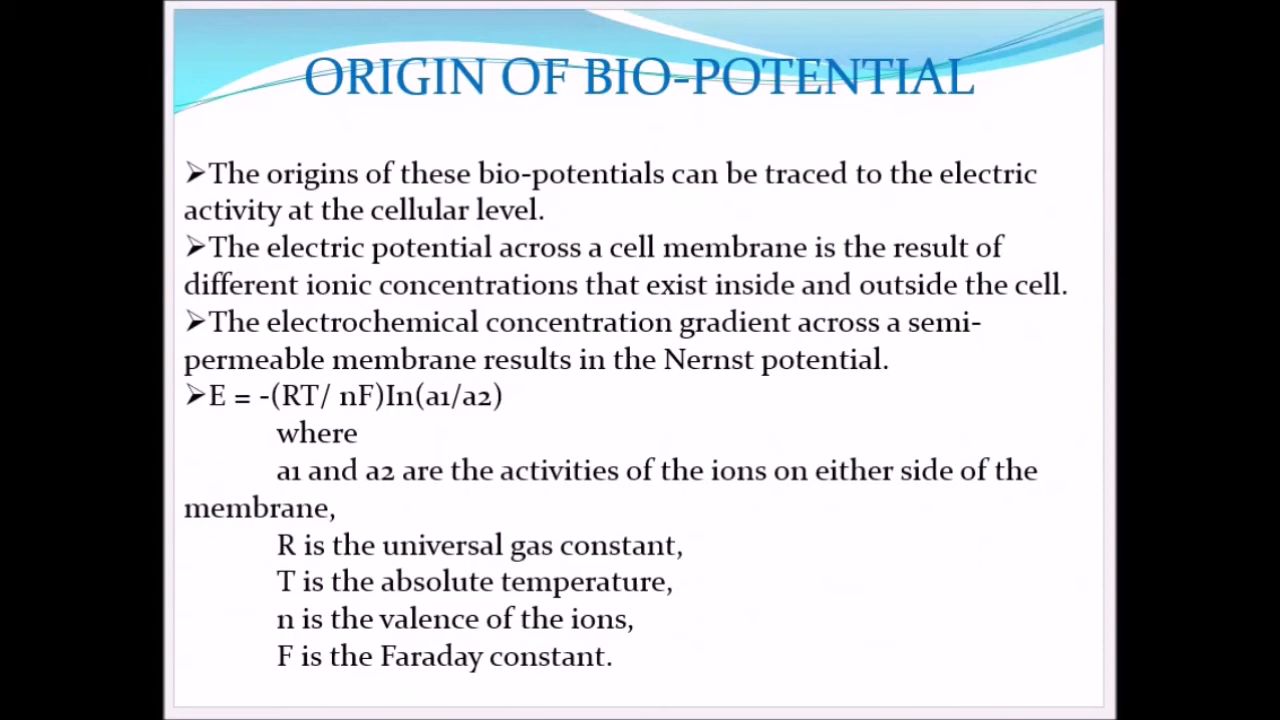 ORIGIN OF BIO-POTENTIAL
➢The origins of these bio-potentials can be traced to the electric
activity at the cellular level.
➢The electric potential across a cell membrane is the result of
different ionic concentrations that exist inside and outside the cell.
➢The electrochemical concentration gradient across a semi-
permeable membrane results in the Nernst potential.
➢E = -(RT/ nF)In(a1/a2)
where
a1 and a2 are the activities of the ions on either side of the
membrane,
R is the universal gas constant,
T is the absolute temperature,
n is the valence of the ions,
F is the Faraday constant.